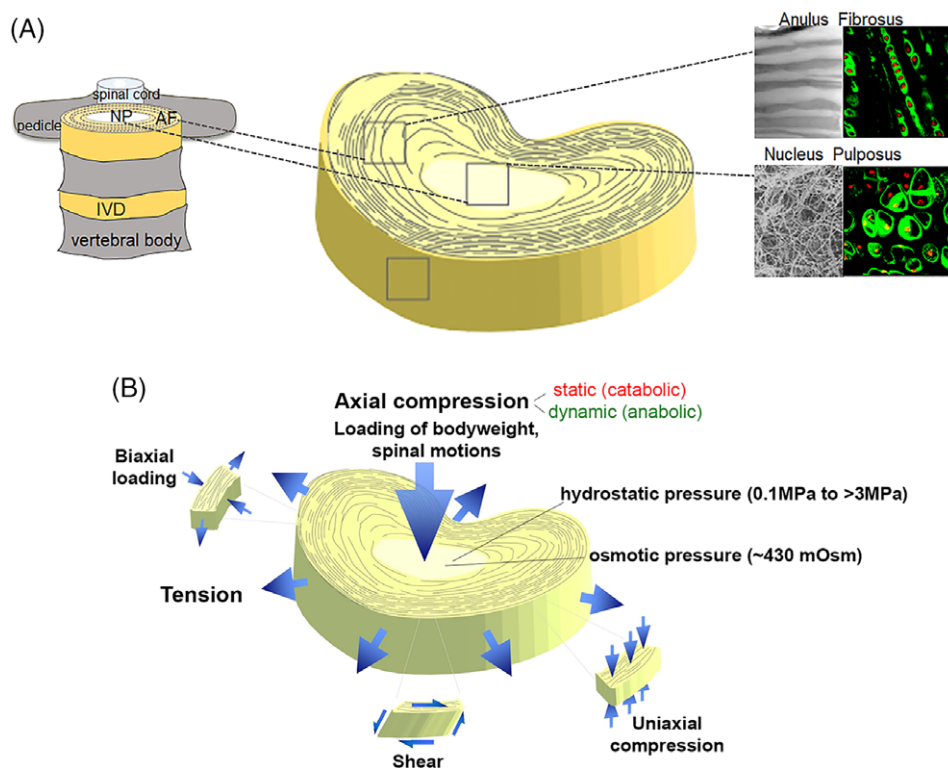 (A)
spinal cord
NP
AF
pedicle
IVD
vertebral body
Anulus Fibrosus
Nucleus Pulposus
(B)
Axial compression
static (catabolic)
dynamic (anabolic)
Loading of bodyweight,
spinal motions
Biaxial
loading
hydrostatic pressure (0.1MPa to >3MPa)
osmotic pressure (~430 mOsm)
Tension
Shear
Uniaxial
compression